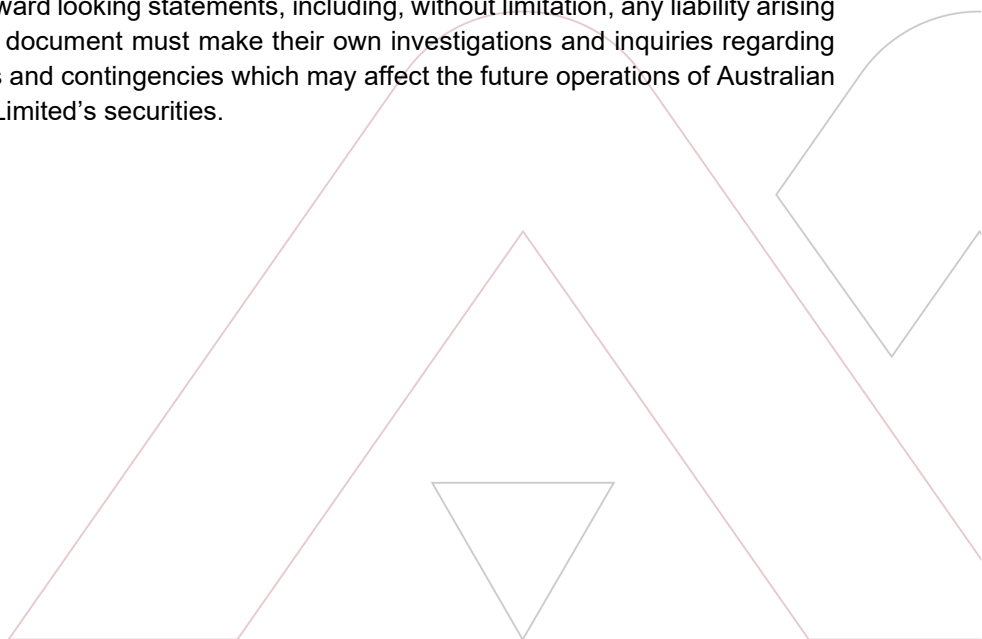 ward looking statements, including, without limitation, any liability arising
document must make their own investigations and inquiries regarding
s and contingencies which may affect the future operations of Australian
Limited’s securities.